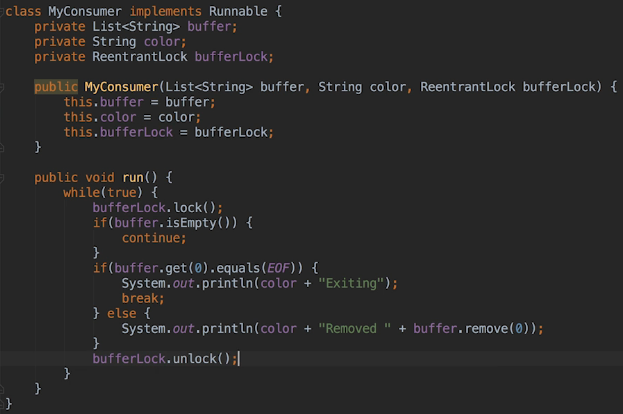 class MyConsumer implements Runnable {
    private List<String> buffer;
    private String color;
    private ReentrantLock bufferLock;
    public MyConsumer(List<String> buffer, String color, ReentrantLock bufferLock) {
        this.buffer = buffer;
        this.color = color;
        this.bufferLock = bufferLock;
    }
    public void run() {
        while(true) {
            bufferLock.lock();
            if(buffer.isEmpty()) {
                continue;
            }
            if(buffer.get(0).equals(EOF)) {
                System.out.println(color + "Exiting");
                break;
            } else {
                System.out.println(color + "Removed " + buffer.remove(0));
            }
            bufferLock.unlock();
        }
    }
}